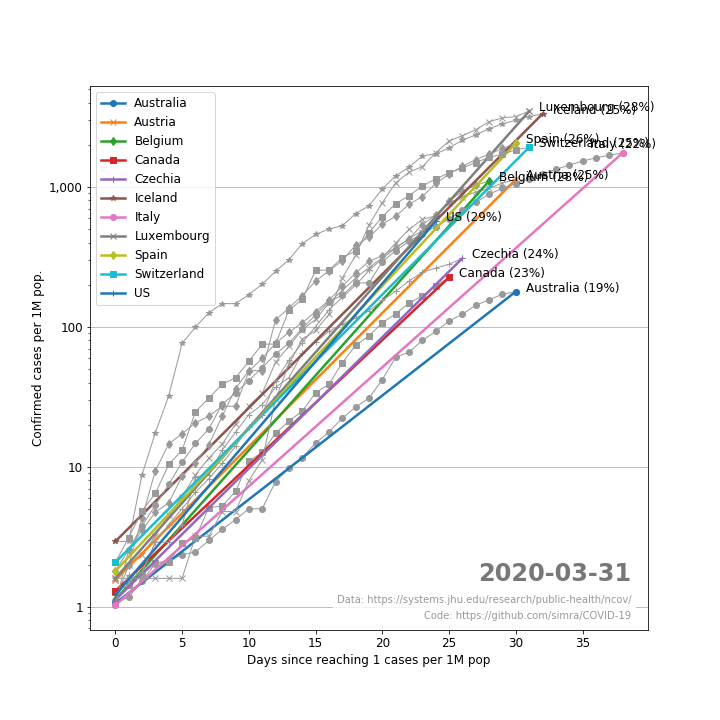 Australia
Austria
Belgium
Canada
Czechia
Iceland
Italy
Luxembourg
Spain
Switzerland
US
Luxembourg (28%)
Iceland (25%)
Spain (26%)
Switzerland (25%)
Italy (22%)
Austria (25%)
Belgium (28%)
US (29%)
Czechia (24%)
Canada (23%)
Australia (19%)
1,000
100
10
1
Confirmed cases per 1M pop.
2020-03-31
Data: https://systems.jhu.edu/research/public-health/ncov/
Code: https://github.com/simra/COVID-19
0 5 10 15 20 25 30 35
Days since reaching 1 cases per 1M pop